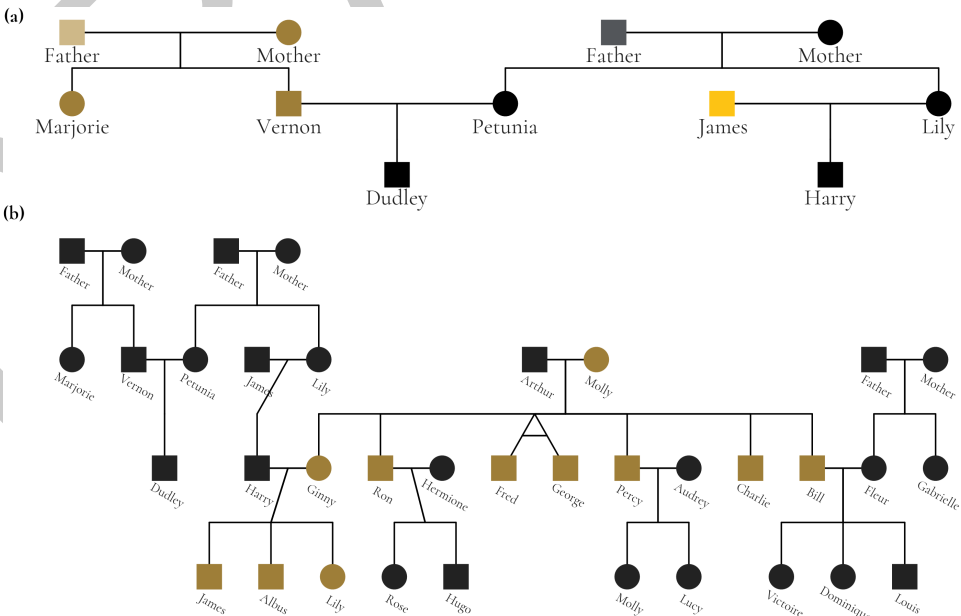 (a)
Father Mother Father Mother
Marjorie Vernon Petunia James Lily
Dudley Harry
(b)
Father Mother Father Mother
Marjorie Vernon Petunia James Lily Arthur Molly Father Mother
Dudley Harry Ginny Ron Hermione Fred George Percy Audrey Charlie Bill Fleur Gabrielle
James Albus Lily Rose Hugo Molly Lucy Victoire Dominique Louis